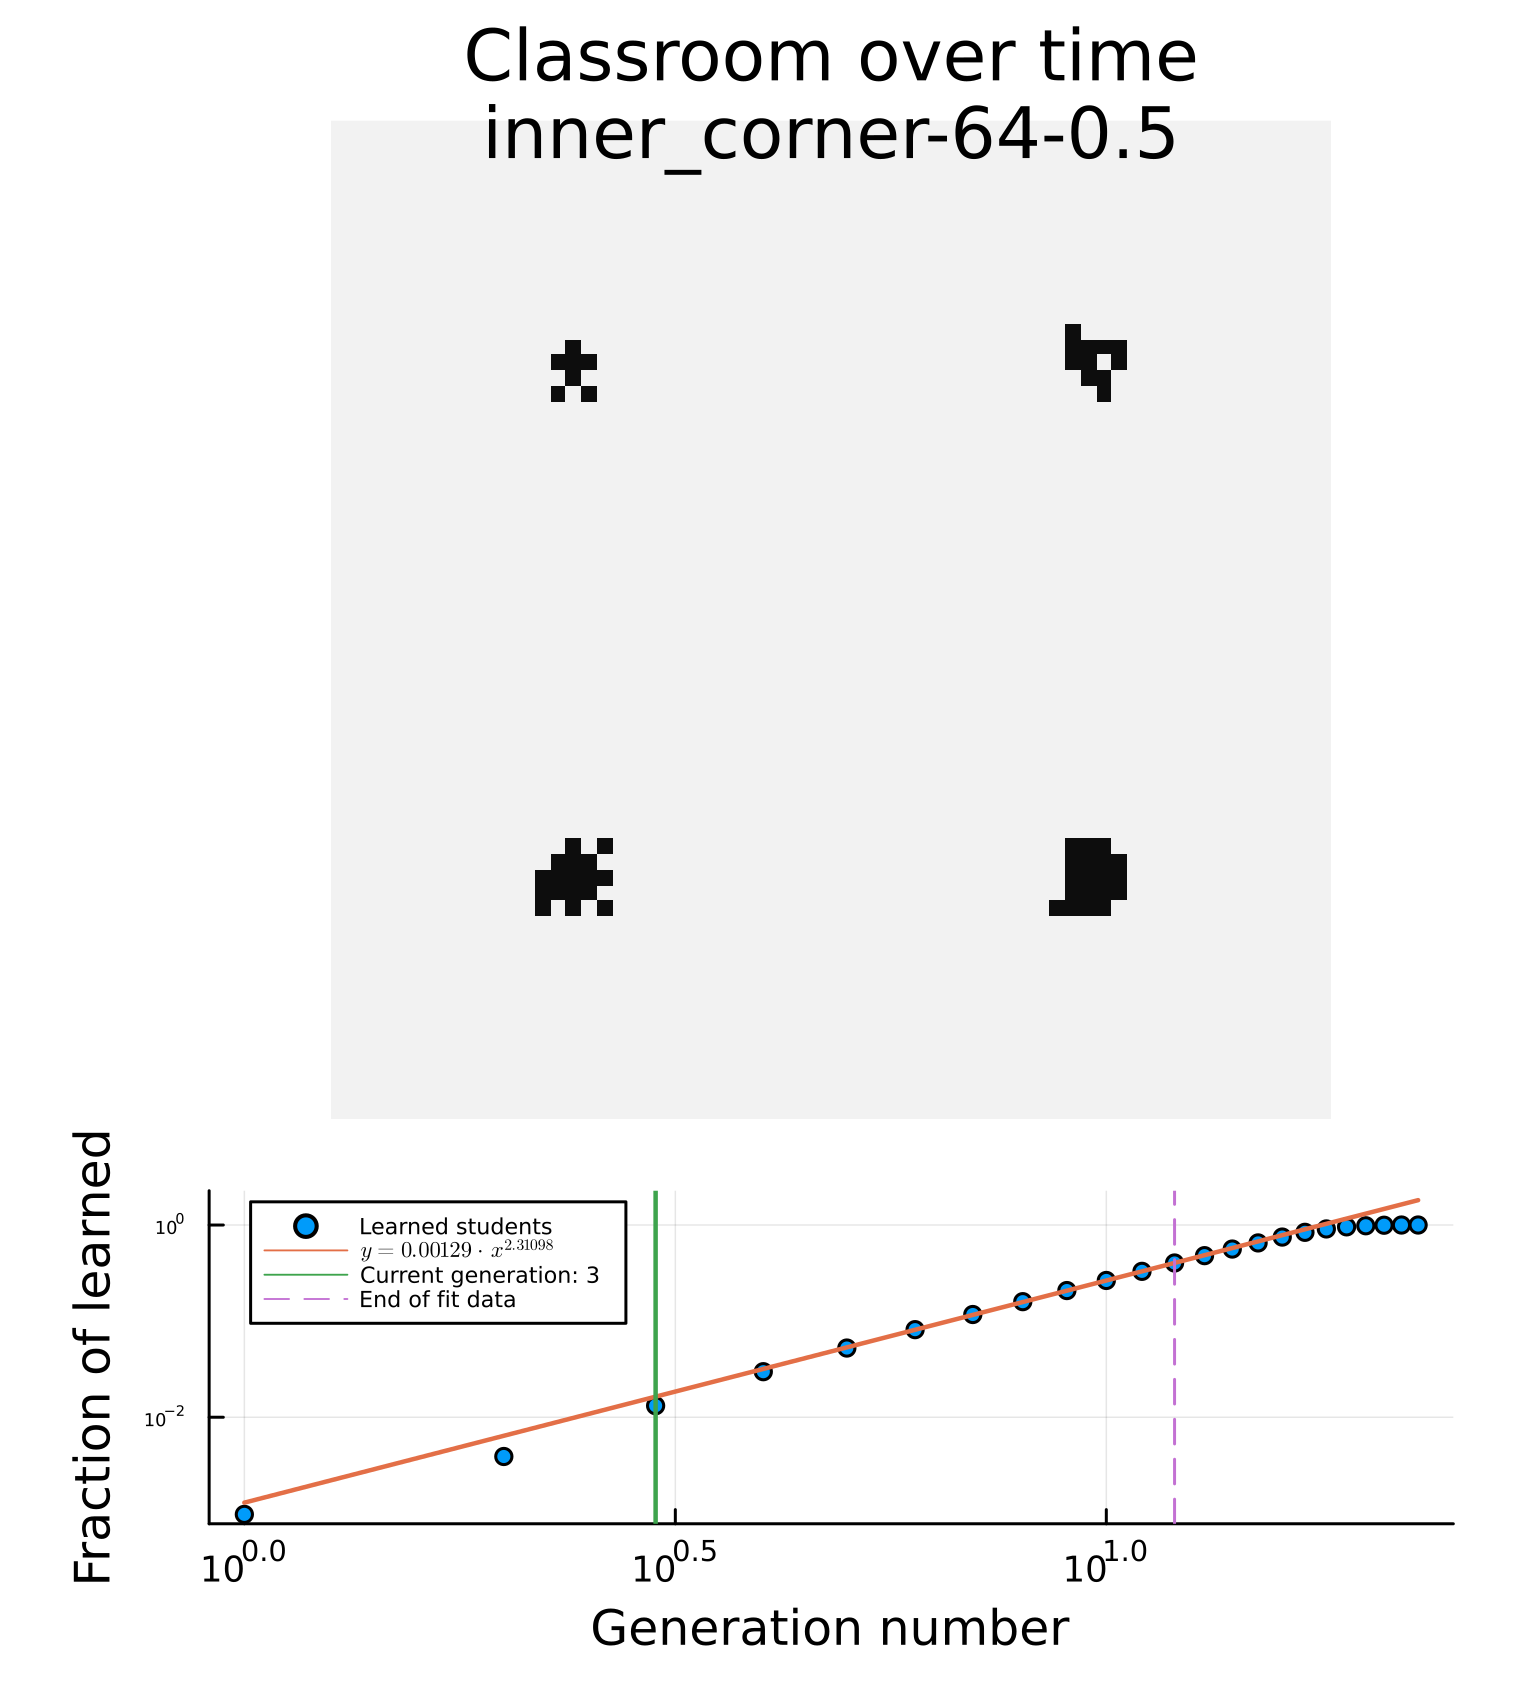 Classroom over time
inner_corner-64-0.5
Fraction of learned
10^0
10^−2
Learned students
y = 0.00129 · x^2.31098
Current generation: 3
End of fit data
10^0.0
10^0.5
10^1.0
Generation number